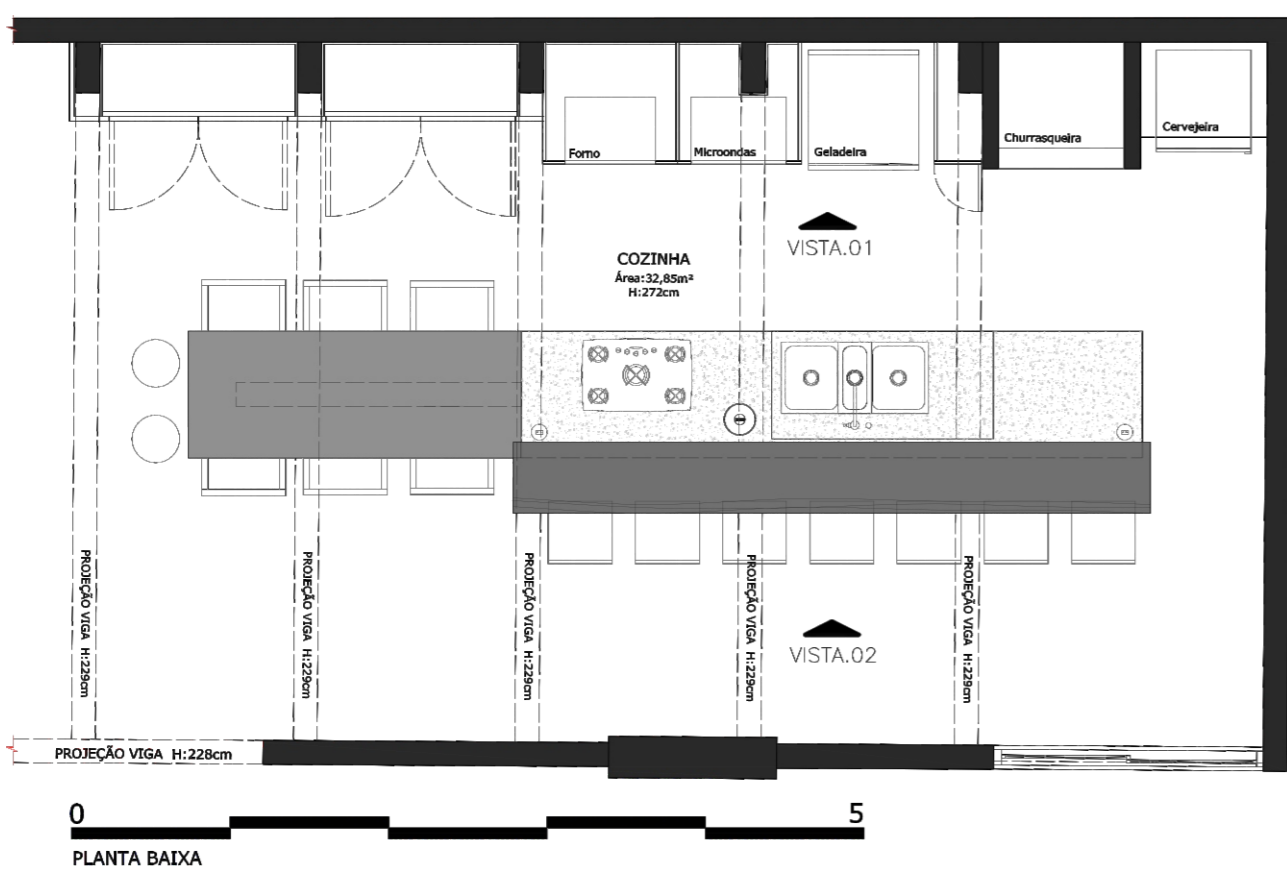 Forno
Microondas
Geladeira
Churrasqueira
Cervejeira
VISTA.01
COZINHA
Área:32,85m²
H:272cm
PROJEÇÃO VIGA H:229cm
PROJEÇÃO VIGA H:229cm
PROJEÇÃO VIGA H:229cm
PROJEÇÃO VIGA H:229cm
PROJEÇÃO VIGA H:229cm
VISTA.02
PROJEÇÃO VIGA H:228cm
0 5
PLANTA BAIXA